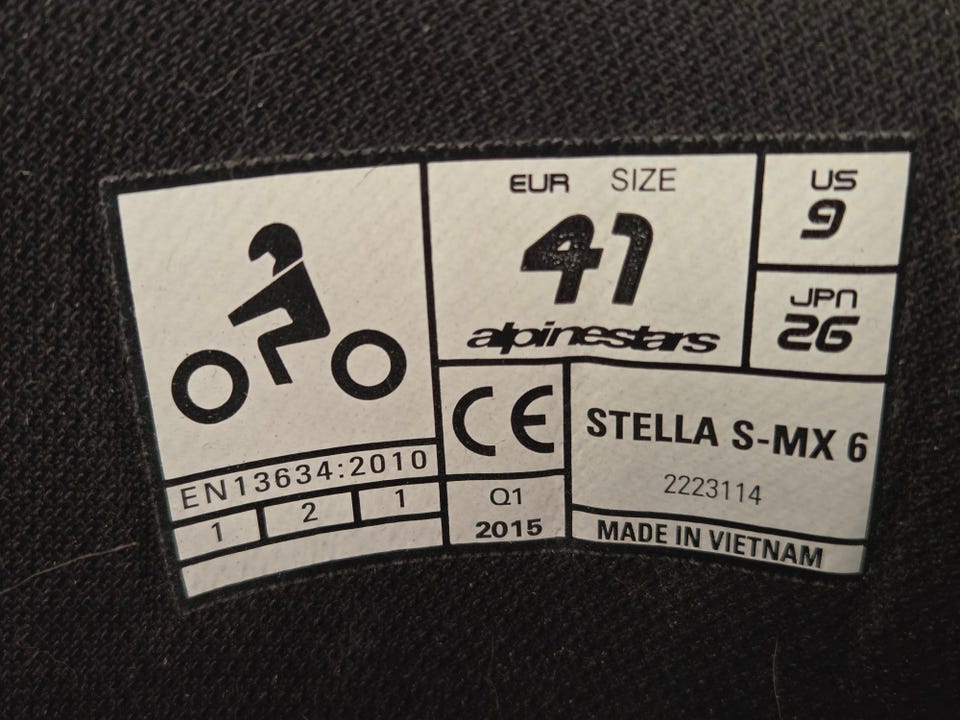 EUR SIZE
41
alpinestars
US
9
JPN
26
CE
STELLA S-MX 6
2223114
EN13634:2010
1 2 1
Q1
2015
MADE IN VIETNAM